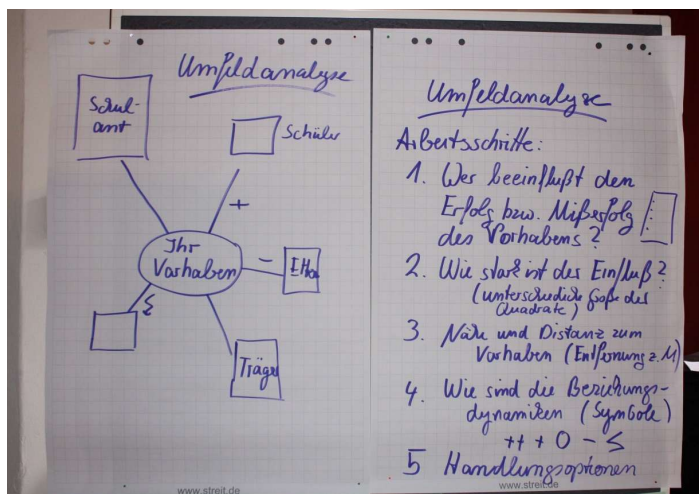 Umfeldanalyse
Schul-
amt
Schüler
+
Ihr
Vorhaben
-
Träger
www.streit.de
Umfeldanalyse
Arbeitsschritte:
1. Wer beeinflußt den
Erfolg bzw. Mißerfolg
des Vorhabens?
2. Wie stark ist der Einfluß?
(unterschiedliche Größe der
Quadrate)
3. Nähe und Distanz zum
Vorhaben (Entfernung z. M)
4. Wie sind die Beziehungs-
dynamiken (Symbole)
++ + 0 -
5 Handlungsoptionen
www.streit.de